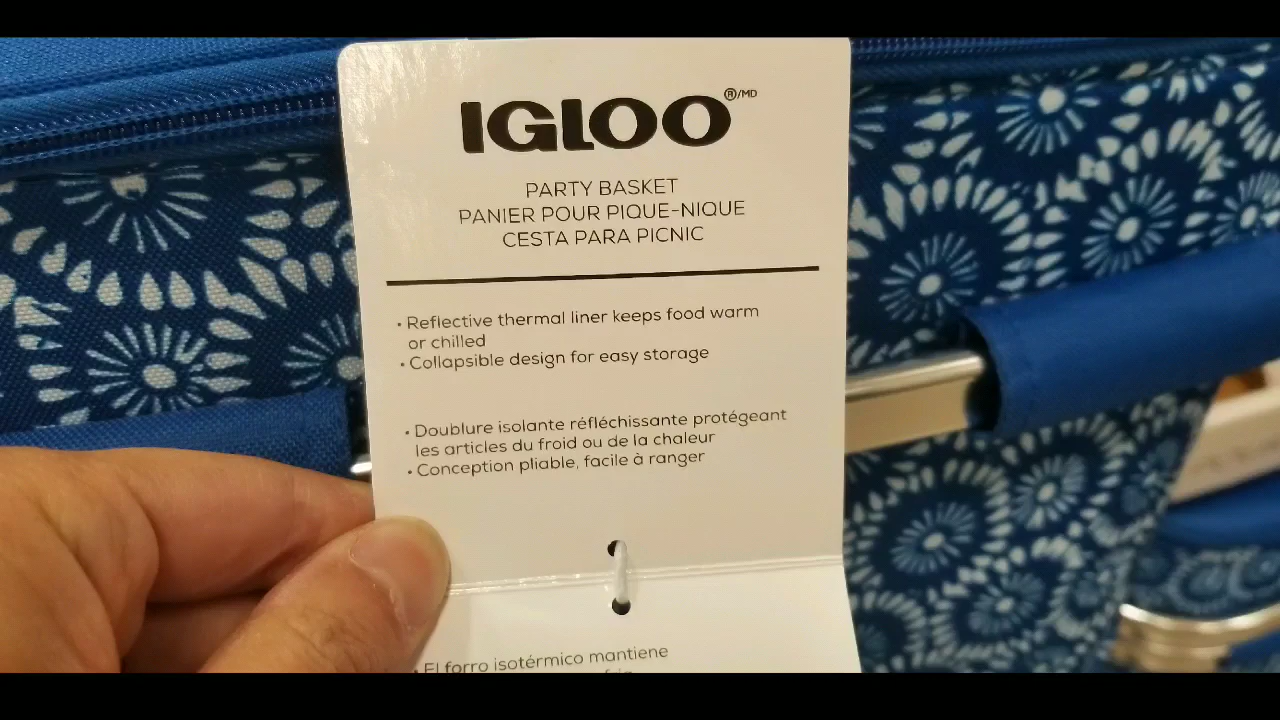 IGLOO®/MD
PARTY BASKET
PANIER POUR PIQUE-NIQUE
CESTA PARA PICNIC
• Reflective thermal liner keeps food warm
or chilled
• Collapsible design for easy storage
• Doublure isolante réfléchissante protégeant
les articles du froid ou de la chaleur
• Conception pliable, facile à ranger
• El forro isotérmico mantiene